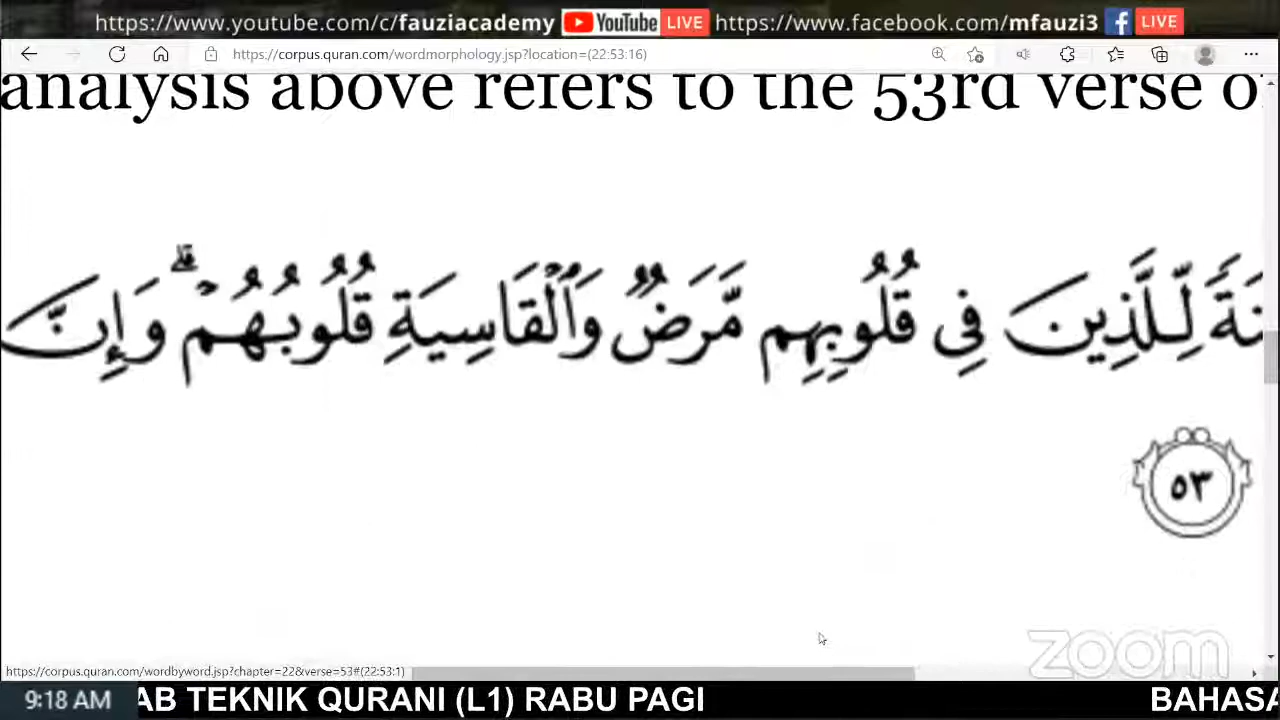 https://www.youtube.com/c/fauziacademy YouTube LIVE https://www.facebook.com/mfauzi3 f LIVE
https://corpus.quran.com/wordmorphology.jsp?location=(22:53:16)
analysis above refers to the 53rd verse o
نَةً لِّلَّذِينَ فِى قُلُوبِهِم مَّرَضٌ وَٱلْقَاسِيَةِ قُلُوبُهُمْ ۗ وَإِنَّ
٥٣
zoom
https://corpus.quran.com/wordbyword.jsp?chapter=22&verse=53#(22:53:1)
9:18 AM AB TEKNIK QURANI (L1) RABU PAGI BAHASA